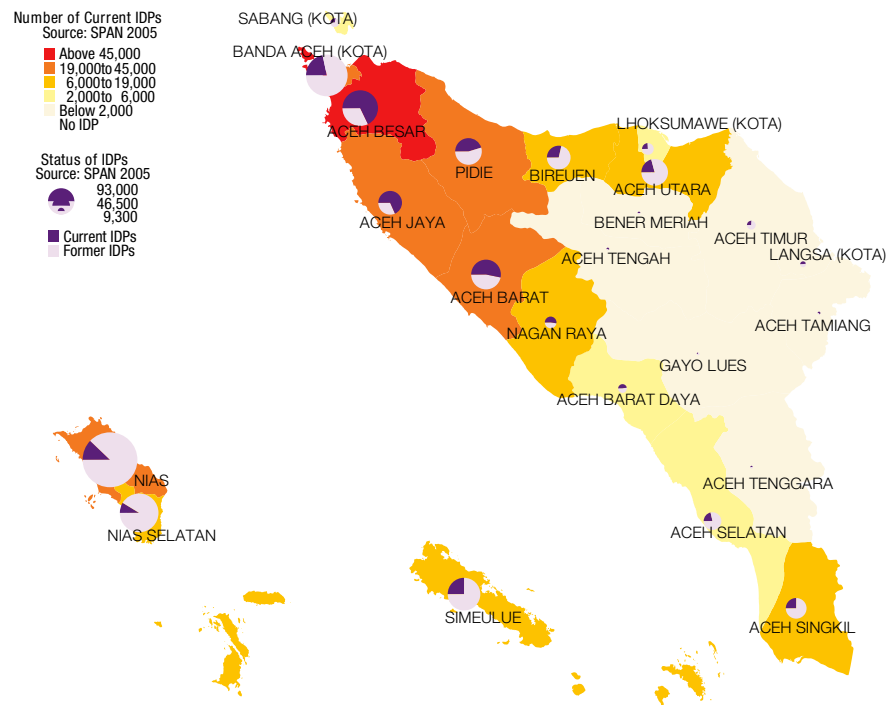 Number of Current IDPs
Source: SPAN 2005
Above 45,000
19,000to 45,000
6,000to 19,000
2,000to 6,000
Below 2,000
No IDP
Status of IDPs
Source: SPAN 2005
93,000
46,500
9,300
Current IDPs
Former IDPs
SABANG (KOTA)
BANDA ACEH (KOTA)
ACEH BESAR
LHOKSUMAWE (KOTA)
PIDIE
BIREUEN
ACEH UTARA
ACEH JAYA
BENER MERIAH
ACEH TIMUR
ACEH TENGAH
LANGSA (KOTA)
ACEH BARAT
NAGAN RAYA
ACEH TAMIANG
GAYO LUES
ACEH BARAT DAYA
NIAS
ACEH TENGGARA
NIAS SELATAN
ACEH SELATAN
SIMEULUE
ACEH SINGKIL